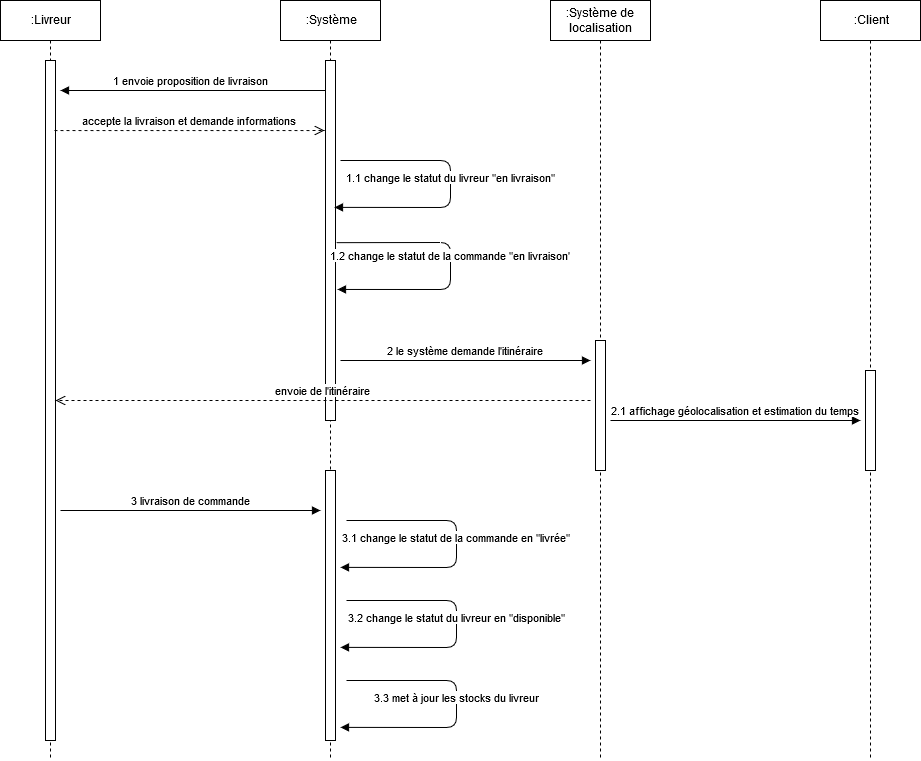 :Livreur
:Système
:Système de
localisation
:Client
1 envoie proposition de livraison
accepte la livraison et demande informations
1.1 change le statut du livreur "en livraison"
1.2 change le statut de la commande "en livraison'
2 le système demande l'itinéraire
envoie de l'itinéraire
2.1 affichage géolocalisation et estimation du temps
3 livraison de commande
3.1 change le statut de la commande en "livrée"
3.2 change le statut du livreur en "disponible"
3.3 met à jour les stocks du livreur